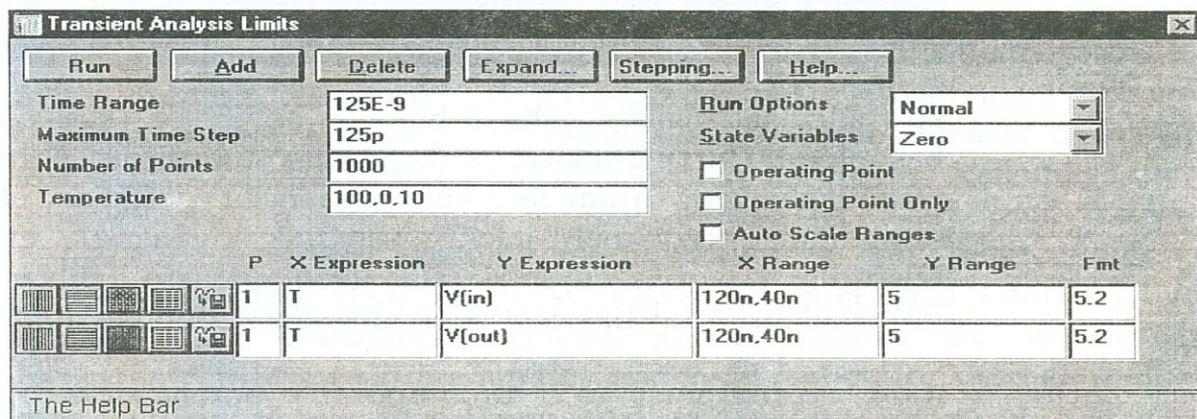 Transient Analysis Limits
Run Add Delete Expand... Stepping... Help...
Time Range 125E-9 Run Options Normal
Maximum Time Step 125p State Variables Zero
Number of Points 1000 Operating Point
Temperature 100,0,10 Operating Point Only
Auto Scale Ranges
P X Expression Y Expression X Range Y Range Fmt
1 T V(in) 120n,40n 5 5.2
1 T V(out) 120n,40n 5 5.2
The Help Bar